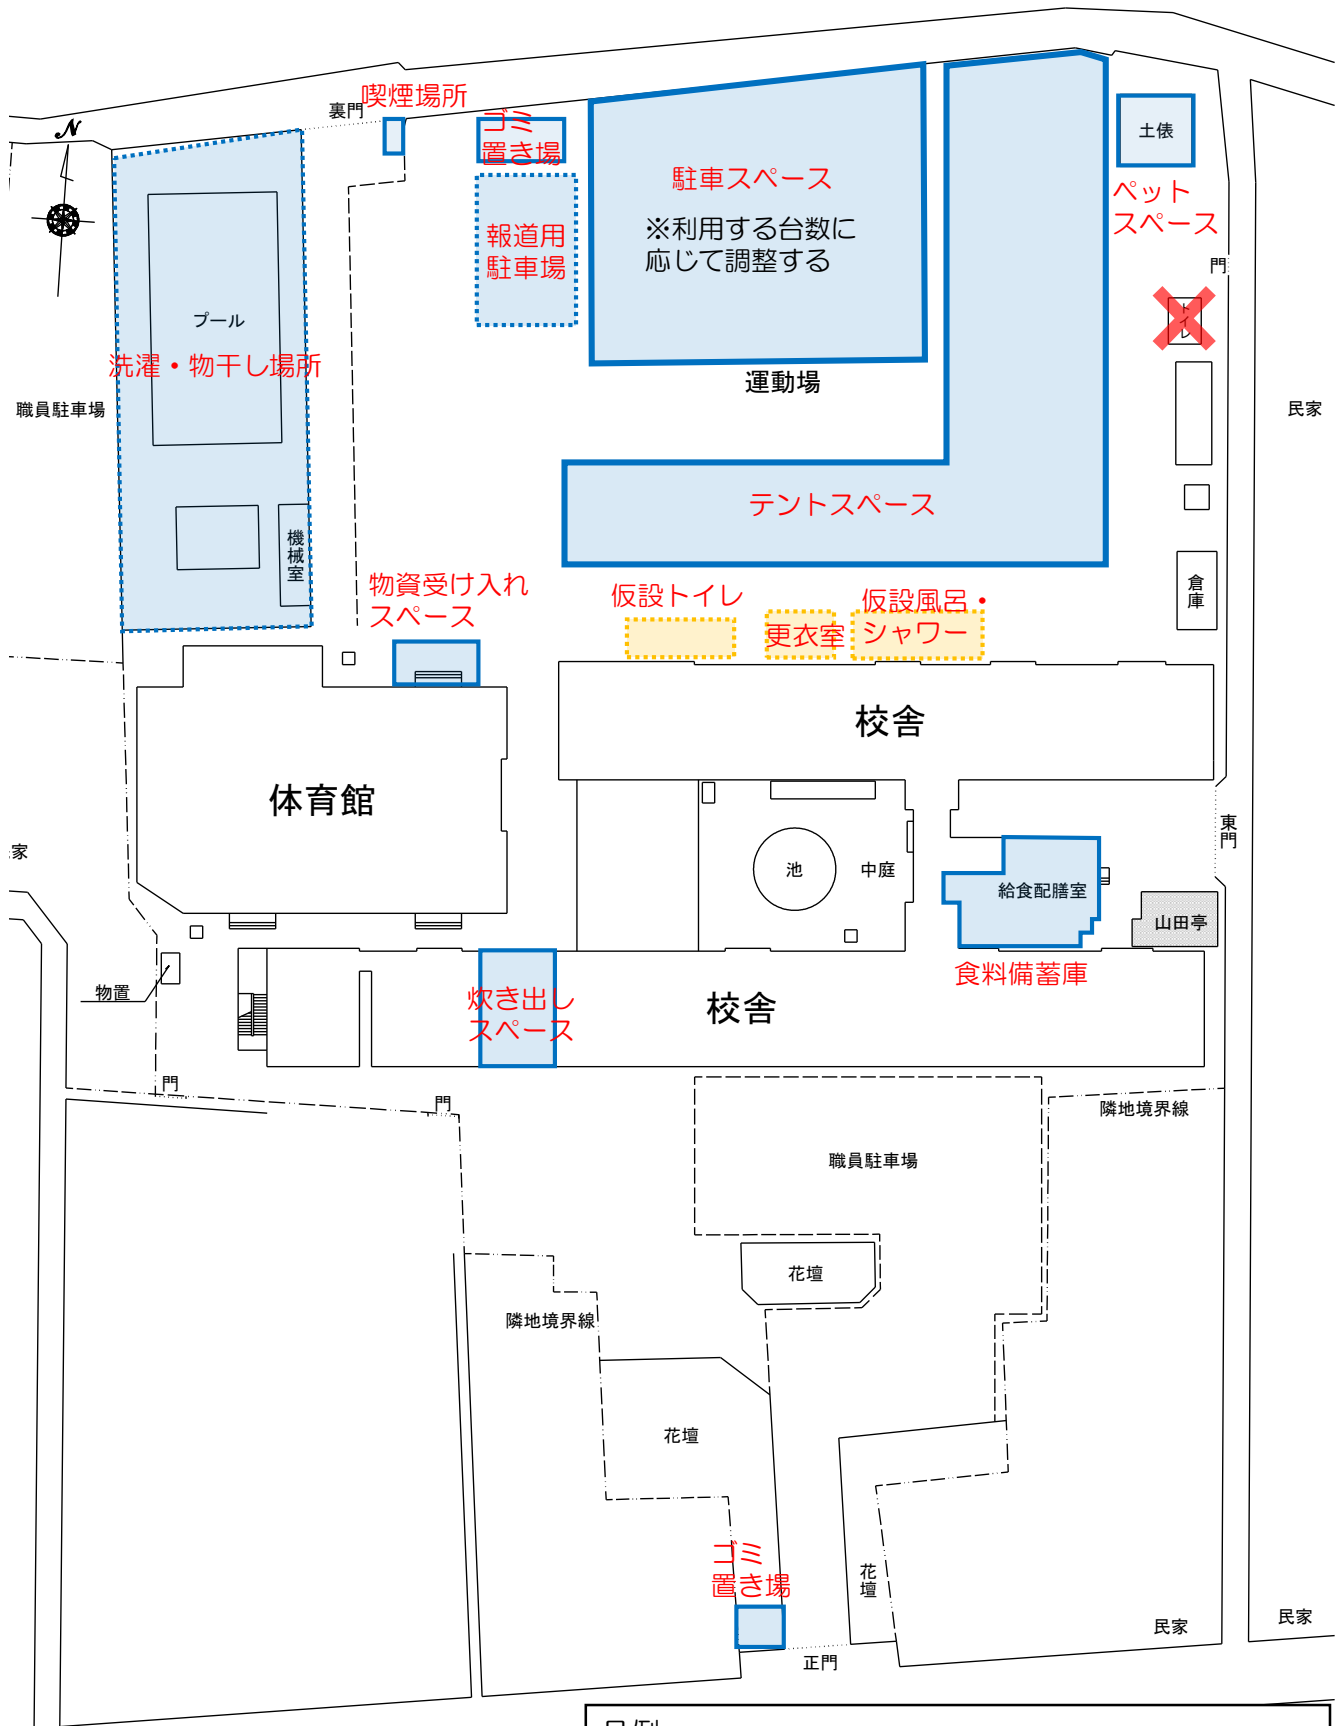 喫煙場所
裏門
N
ゴミ
置き場
土俵
駐車スペース
※利用する台数に
応じて調整する
報道用
駐車場
ペット
スペース
門
トイレ
プール
洗濯・物干し場所
運動場
職員駐車場
民家
テントスペース
機械室
物資受け入れ
スペース
仮設トイレ
更衣室
仮設風呂・
シャワー
倉庫
校舎
体育館
東門
家
池
中庭
給食配膳室
山田亭
食料備蓄庫
物置
炊き出し
スペース
校舎
門
門
隣地境界線
職員駐車場
花壇
隣地境界線
花壇
ゴミ
置き場
花壇
民家
民家
正門